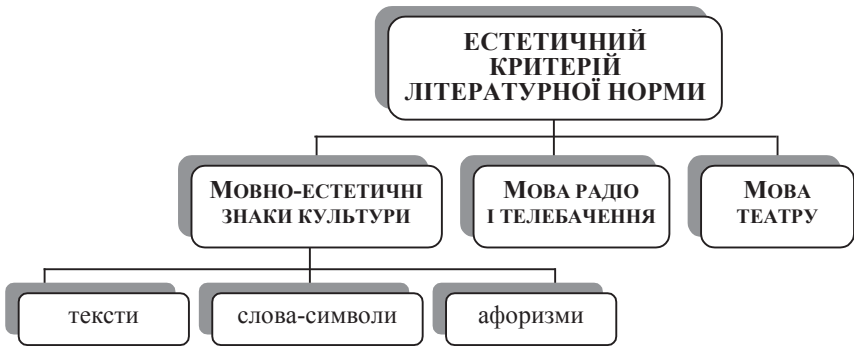 ЕСТЕТИЧНИЙ
КРИТЕРІЙ
ЛІТЕРАТУРНОЇ НОРМИ
МОВНО-ЕСТЕТИЧНІ
ЗНАКИ КУЛЬТУРИ
МОВА РАДІО
І ТЕЛЕБАЧЕННЯ
МОВА
ТЕАТРУ
тексти
слова-символи
афоризми